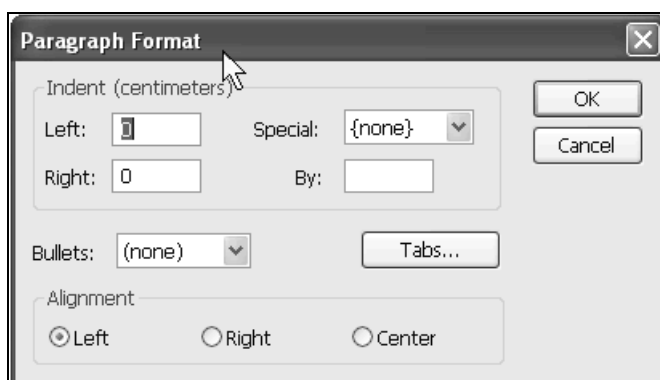 Paragraph Format
Indent (centimeters)
OK
Left: 0 Special: {none}
Cancel
Right: 0 By:
Bullets: (none) Tabs...
Alignment
Left Right Center